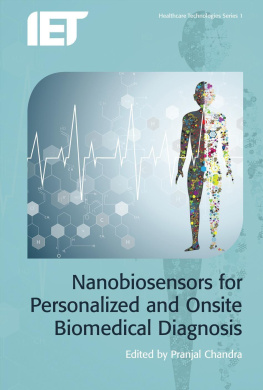 Healthcare Technologies Series 1
IET
Nanobiosensors for
Personalized and Onsite
Biomedical Diagnosis
Edited by Pranjal Chandra